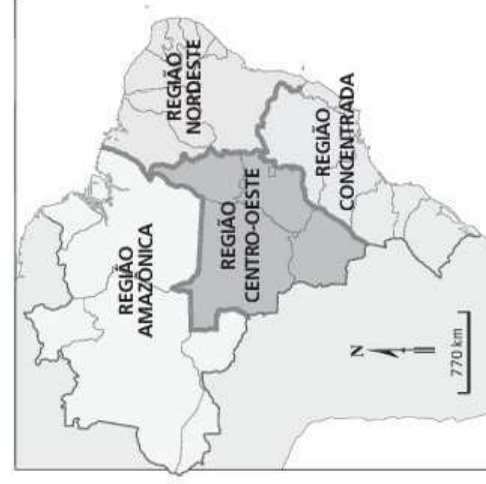 REGIÃO
AMAZÔNICA
REGIÃO
NORDESTE
REGIÃO
CENTRO-OESTE
REGIÃO
CONCENTRADA
N
770 km